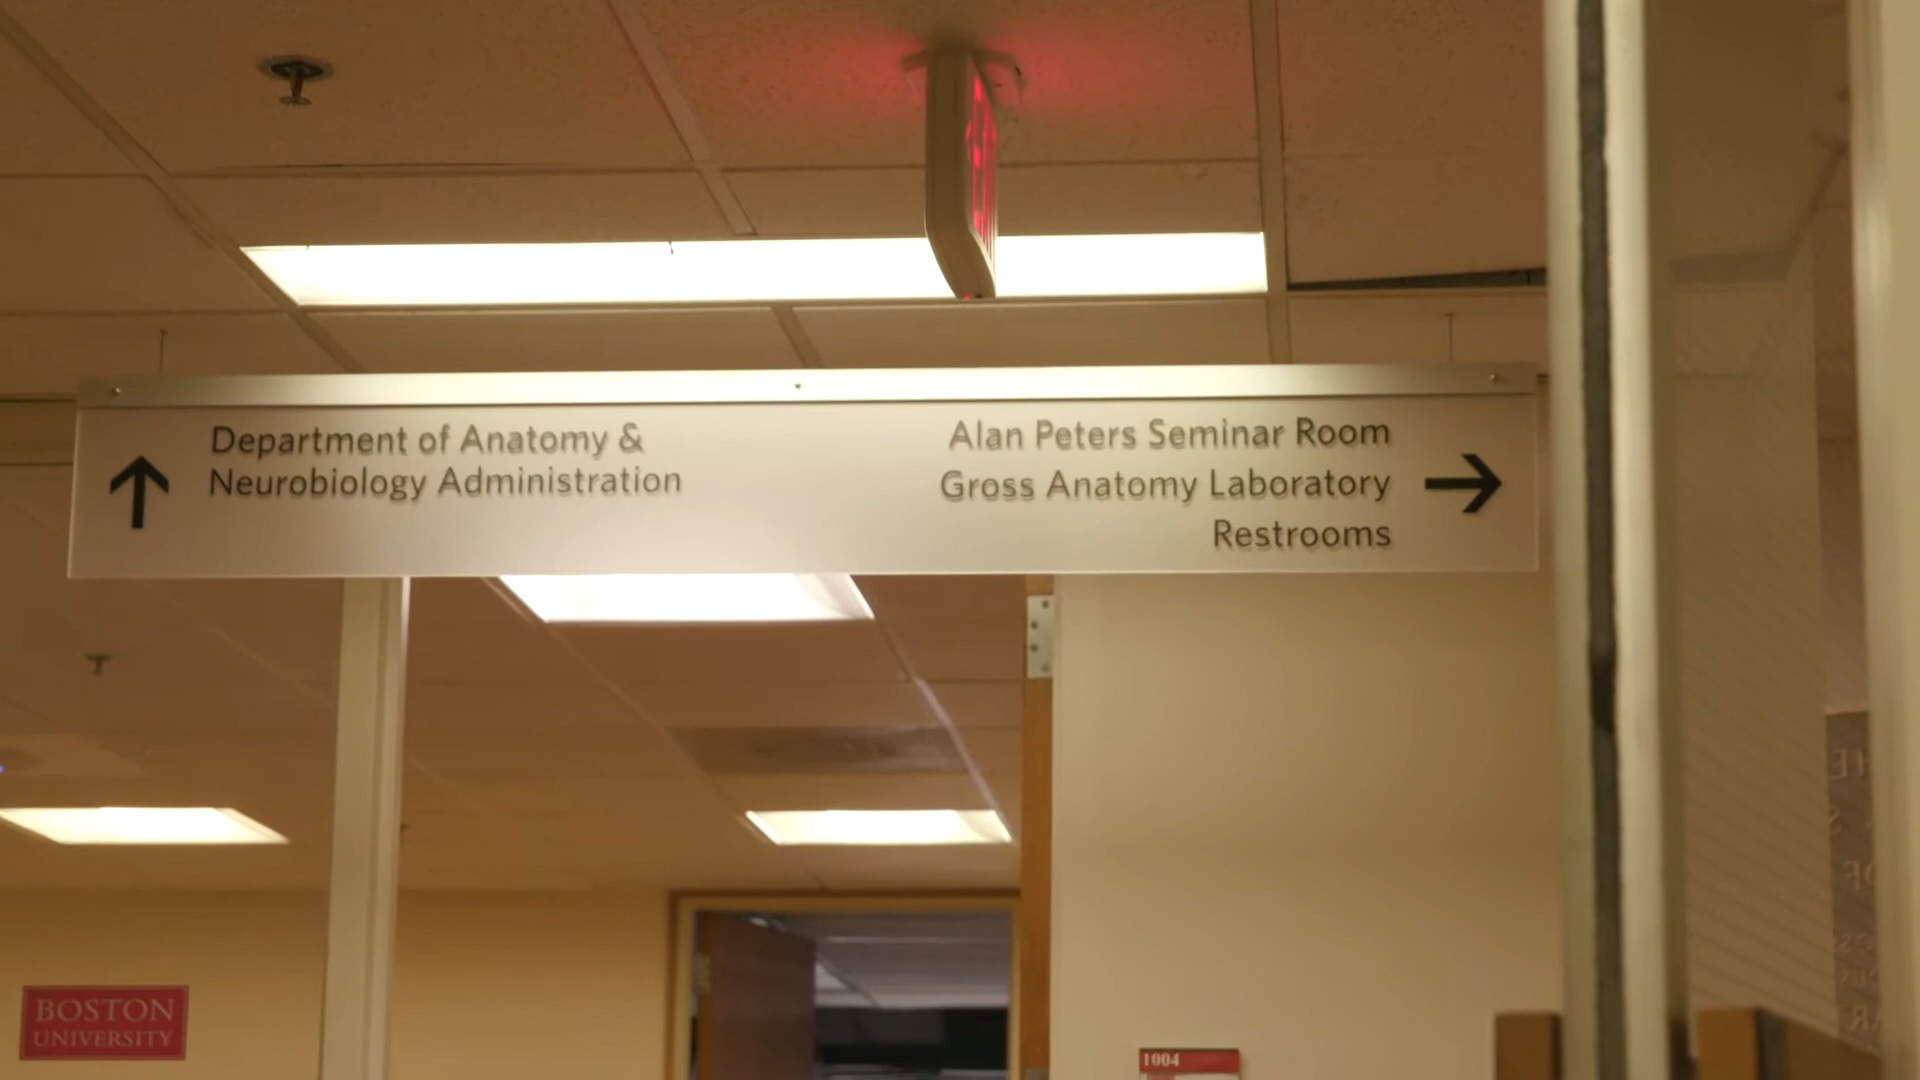 Department of Anatomy &
Neurobiology Administration
Alan Peters Seminar Room
Gross Anatomy Laboratory
Restrooms
BOSTON
UNIVERSITY
1004